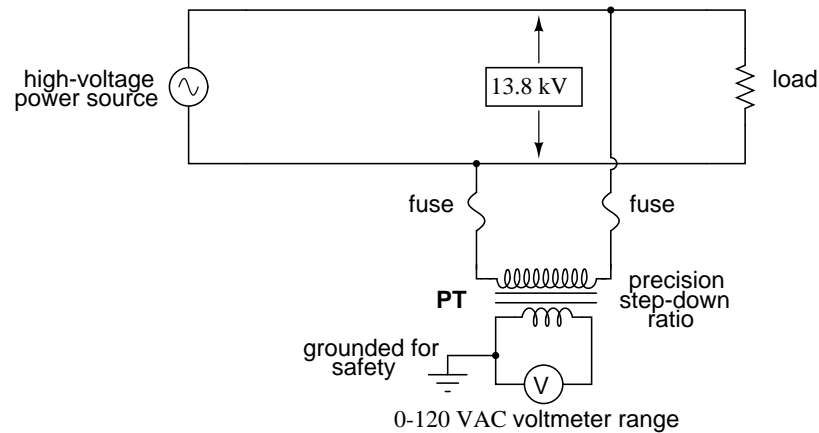 high-voltage
power source
13.8 kV
load
fuse
fuse
PT
precision
step-down
ratio
grounded for
safety
V
0-120 VAC voltmeter range